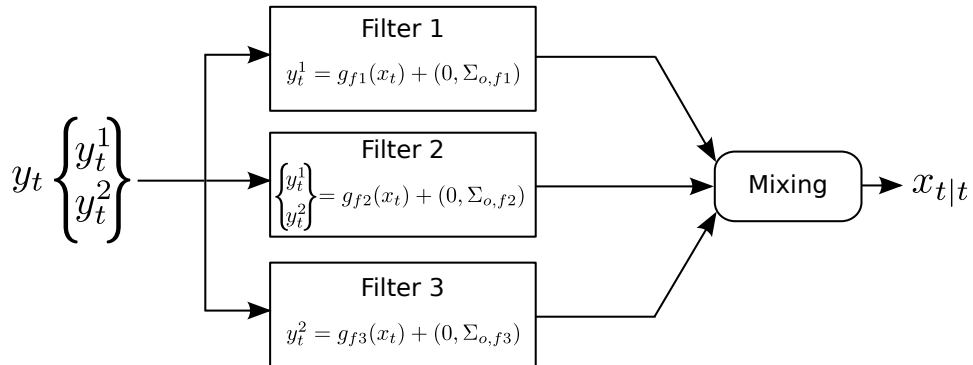 Filter 1
y_t^1 = g_{f1}(x_t) + (0, Σ_{o,f1})
y_t { y_t^1
y_t^2 }
Filter 2
{ y_t^1
y_t^2 } = g_{f2}(x_t) + (0, Σ_{o,f2})
Filter 3
y_t^2 = g_{f3}(x_t) + (0, Σ_{o,f3})
Mixing
x_{t|t}